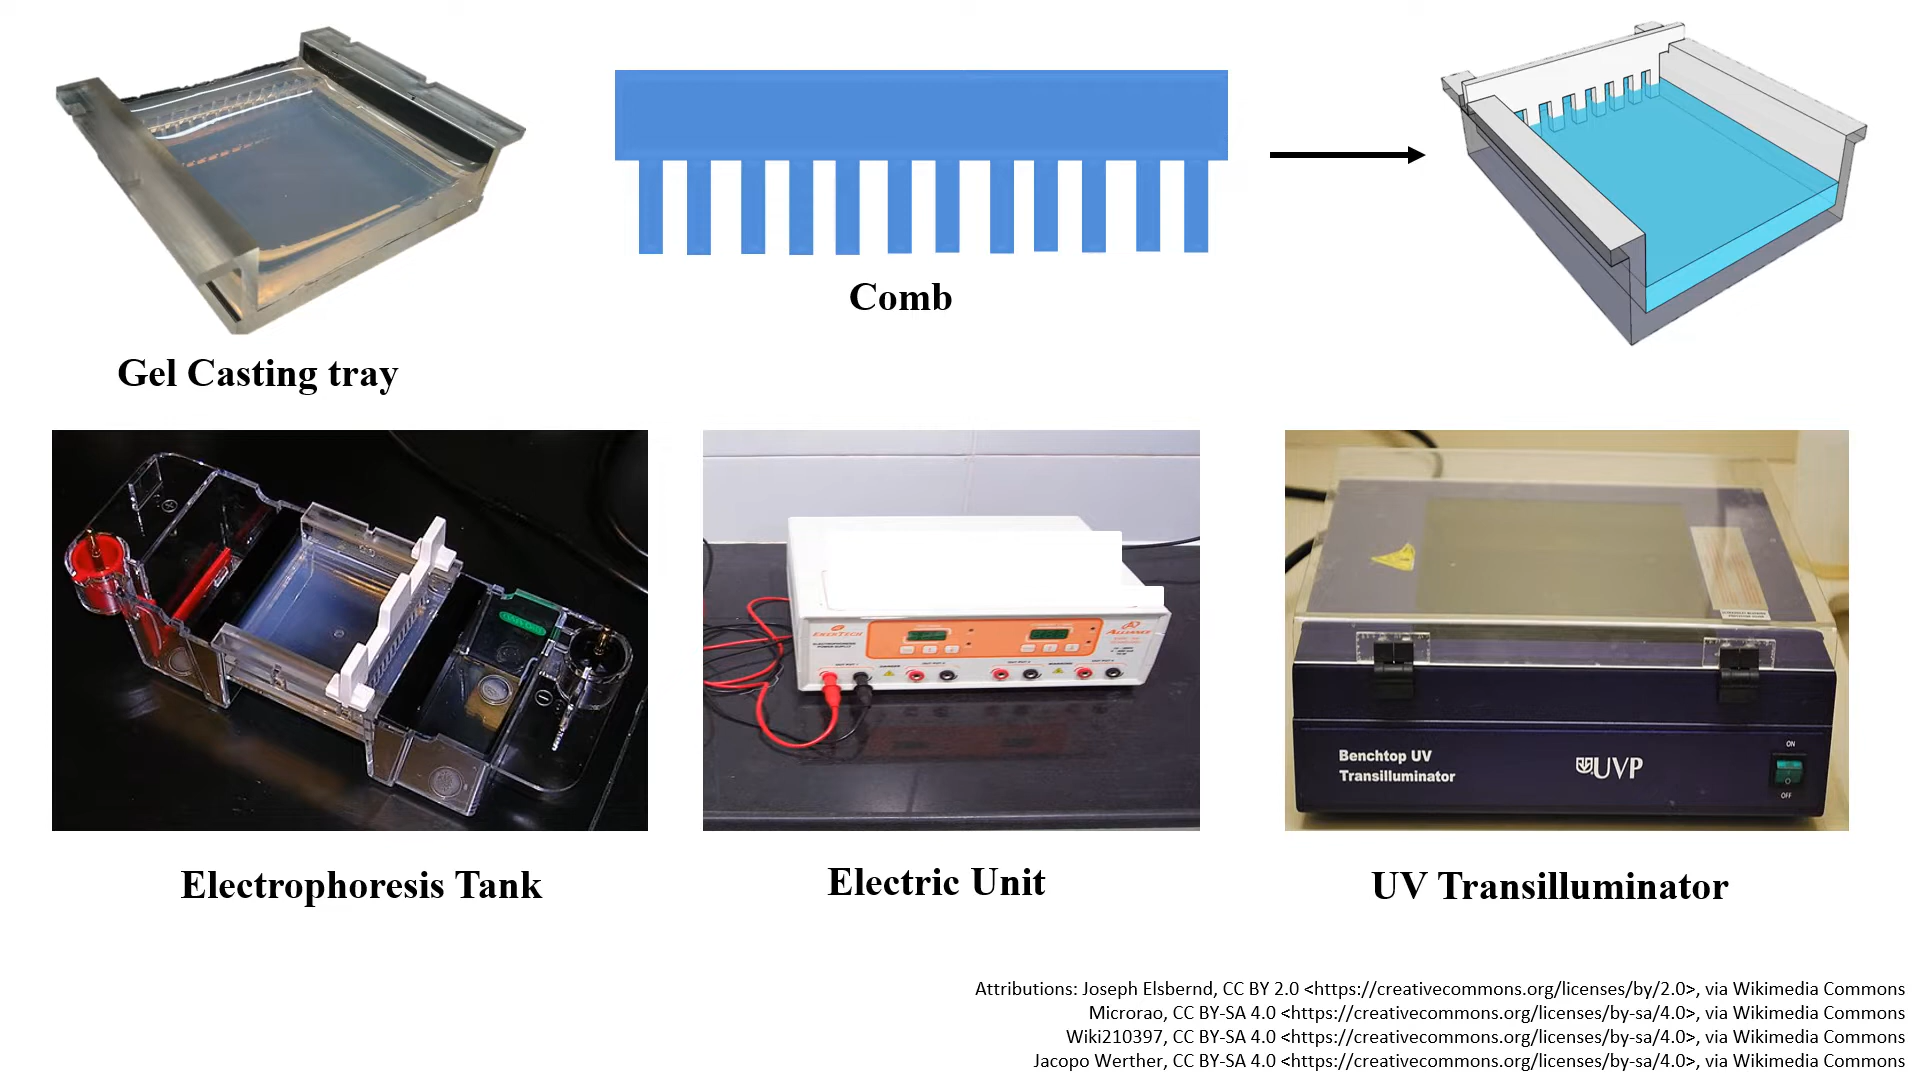 Comb
Gel Casting tray
ENERTECH
ALLIANCE
Benchtop UV
Transilluminator
UVP
ON
OFF
Electrophoresis Tank
Electric Unit
UV Transilluminator
Attributions: Joseph Elsbernd, CC BY 2.0 <https://creativecommons.org/licenses/by/2.0>, via Wikimedia Commons
Microrao, CC BY-SA 4.0 <https://creativecommons.org/licenses/by-sa/4.0>, via Wikimedia Commons
Wiki210397, CC BY-SA 4.0 <https://creativecommons.org/licenses/by-sa/4.0>, via Wikimedia Commons
Jacopo Werther, CC BY-SA 4.0 <https://creativecommons.org/licenses/by-sa/4.0>, via Wikimedia Commons